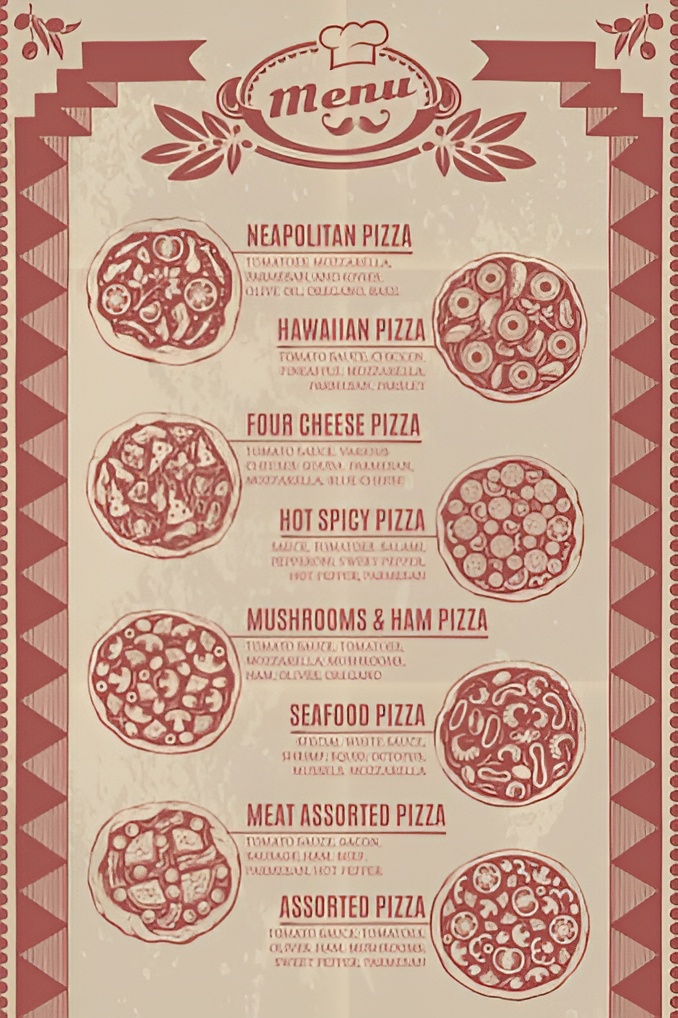 Menu
NEAPOLITAN PIZZA
TOMATOES, MOZZARELLA,
PARMESAN
OLIVE OIL, OREGANO, BASIL
HAWAIIAN PIZZA
TOMATO SAUCE, CHICKEN,
PINEAPPLE, MOZZARELLA,
PARMESAN, PARSLEY
FOUR CHEESE PIZZA
TOMATO SAUCE, VARIOUS
CHEESES: GOUDA, PARMESAN,
MOZZARELLA, BLUE CHEESE
HOT SPICY PIZZA
SAUCE, TOMATOES, SALAMI,
PEPPERONI, SWEET PEPPER,
HOT PEPPER, PARMESAN
MUSHROOMS & HAM PIZZA
TOMATO SAUCE, TOMATOES,
MOZZARELLA, MUSHROOMS,
HAM, OLIVES, OREGANO
SEAFOOD PIZZA
SPECIAL WHITE SAUCE,
SHRIMP, SQUID, OCTOPUS,
MUSSELS, MOZZARELLA
MEAT ASSORTED PIZZA
TOMATO SAUCE, BACON,
SAUSAGE, HAM, BEEF,
PARMESAN, HOT PEPPER
ASSORTED PIZZA
TOMATO SAUCE, TOMATOES,
OLIVES, HAM, MUSHROOMS,
SWEET PEPPER, PARMESAN